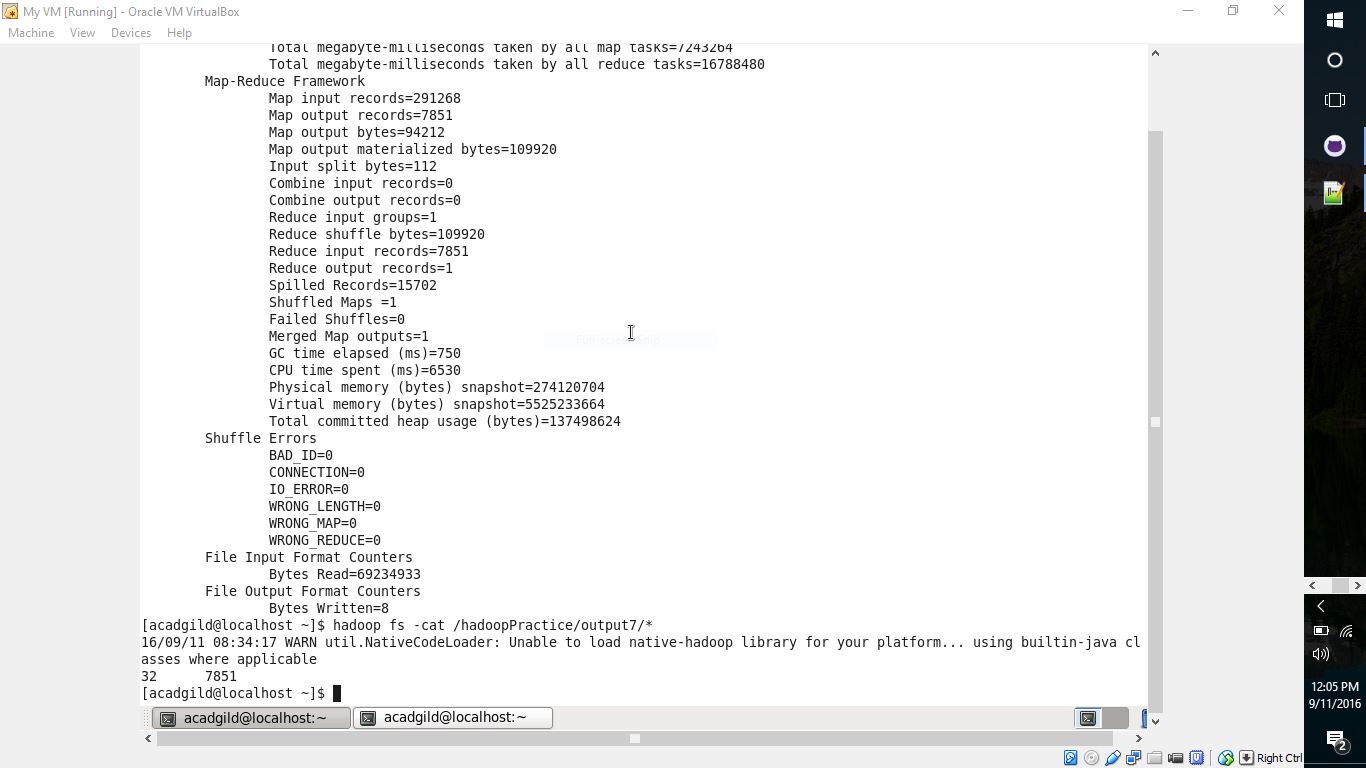 My VM [Running] - Oracle VM VirtualBox
Machine View Devices Help
Total megabyte-milliseconds taken by all map tasks=7243264
Total megabyte-milliseconds taken by all reduce tasks=16788480
Map-Reduce Framework
Map input records=291268
Map output records=7851
Map output bytes=94212
Map output materialized bytes=109920
Input split bytes=112
Combine input records=0
Combine output records=0
Reduce input groups=1
Reduce shuffle bytes=109920
Reduce input records=7851
Reduce output records=1
Spilled Records=15702
Shuffled Maps =1
Failed Shuffles=0
Merged Map outputs=1
GC time elapsed (ms)=750
CPU time spent (ms)=6530
Physical memory (bytes) snapshot=274120704
Virtual memory (bytes) snapshot=5525233664
Total committed heap usage (bytes)=137498624
Shuffle Errors
BAD_ID=0
CONNECTION=0
IO_ERROR=0
WRONG_LENGTH=0
WRONG_MAP=0
WRONG_REDUCE=0
File Input Format Counters
Bytes Read=69234933
File Output Format Counters
Bytes Written=8
[acadgild@localhost ~]$ hadoop fs -cat /hadoopPractice/output7/*
16/09/11 08:34:17 WARN util.NativeCodeLoader: Unable to load native-hadoop library for your platform... using builtin-java cl
asses where applicable
32 7851
[acadgild@localhost ~]$
acadgild@localhost:~ acadgild@localhost:~
Right Ctrl
12:05 PM
9/11/2016
2